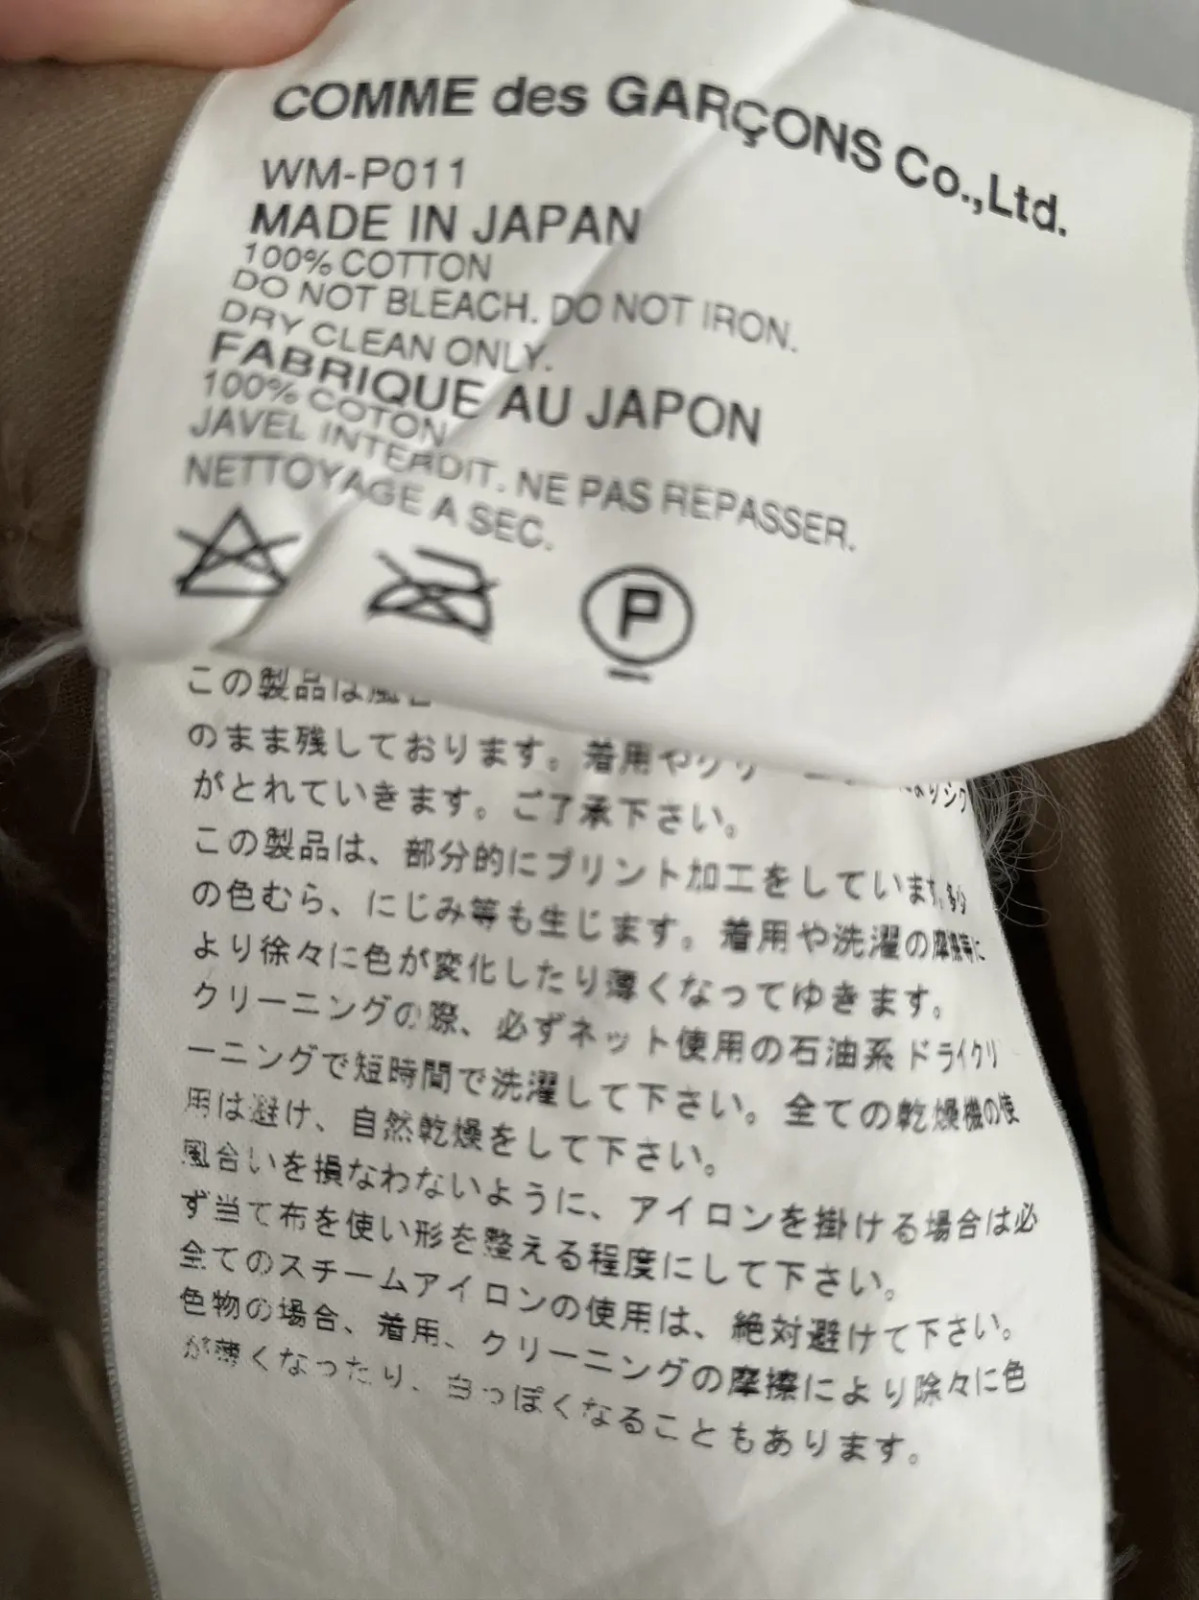 COMME des GARÇONS Co.,Ltd.
WM-P011
MADE IN JAPAN
100% COTTON
DO NOT BLEACH. DO NOT IRON.
DRY CLEAN ONLY.
FABRIQUE AU JAPON
100% COTON
JAVEL INTERDIT. NE PAS REPASSER.
NETTOYAGE A SEC.
P
この製品は風合
のまま残しております。着用やクリー
がとれていきます。ご了承下さい。
この製品は、部分的にプリント加工をしています。多少
の色むら、にじみ等も生じます。着用や洗濯の摩擦等に
より徐々に色が変化したり薄くなってゆきます。
クリーニングの際、必ずネット使用の石油系ドライクリ
ーニングで短時間で洗濯して下さい。全ての乾燥機の使
用は避け、自然乾燥をして下さい。
風合いを損なわないように、アイロンを掛ける場合は必
ず当て布を使い形を整える程度にして下さい。
全てのスチームアイロンの使用は、絶対避けて下さい。
色物の場合、着用、クリーニングの摩擦により除々に色
が薄くなったり、白っぽくなることもあります。